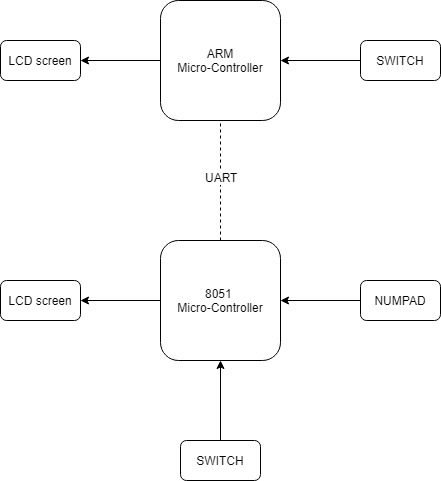 LCD screen
ARM
Micro-Controller
SWITCH
UART
LCD screen
8051
Micro-Controller
NUMPAD
SWITCH